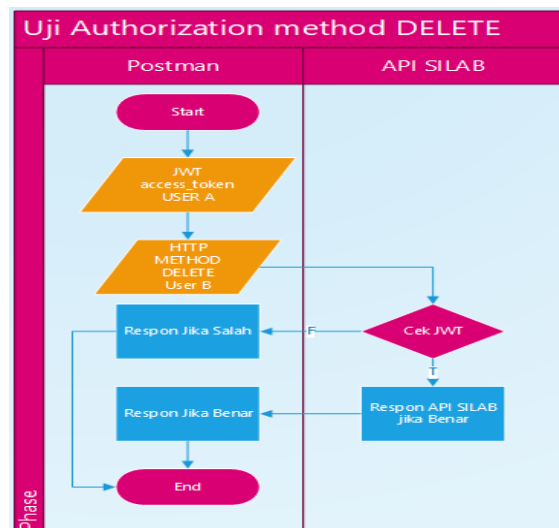 Uji Authorization method DELETE
Postman
API SILAB
Start
JWT
access_token
USER A
HTTP
METHOD
DELETE
User B
Respon Jika Salah
F
Cek JWT
T
Respon Jika Benar
Respon API SILAB
jika Benar
End
Phase